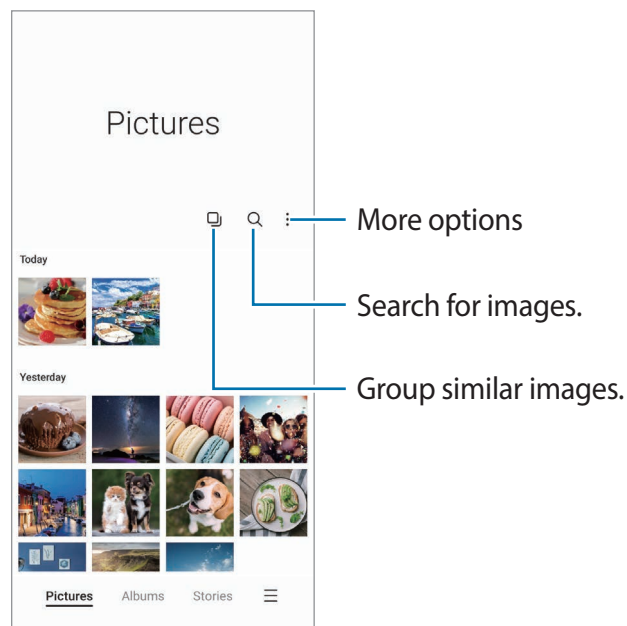 Pictures
More options
Today
Search for images.
Yesterday
Group similar images.
Pictures Albums Stories